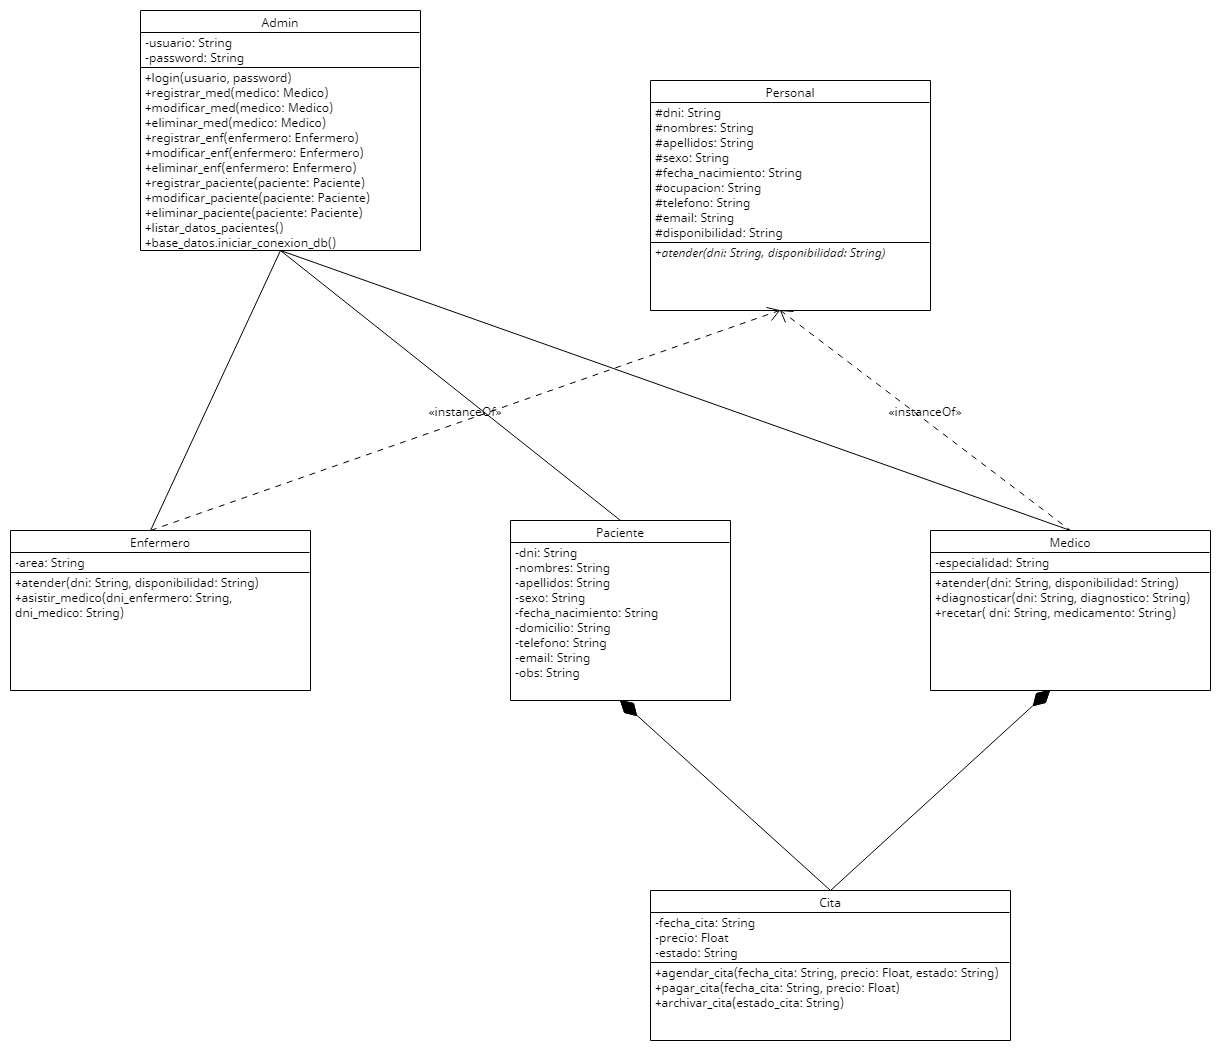 Admin
-usuario: String
-password: String
+login(usuario, password)
+registrar_med(medico: Medico)
+modificar_med(medico: Medico)
+eliminar_med(medico: Medico)
+registrar_enf(enfermero: Enfermero)
+modificar_enf(enfermero: Enfermero)
+eliminar_enf(enfermero: Enfermero)
+registrar_paciente(paciente: Paciente)
+modificar_paciente(paciente: Paciente)
+eliminar_paciente(paciente: Paciente)
+listar_datos_pacientes()
+base_datos.iniciar_conexion_db()
Personal
#dni: String
#nombres: String
#apellidos: String
#sexo: String
#fecha_nacimiento: String
#ocupacion: String
#telefono: String
#email: String
#disponibilidad: String
+atender(dni: String, disponibilidad: String)
«instanceOf»
«instanceOf»
Enfermero
-area: String
+atender(dni: String, disponibilidad: String)
+asistir_medico(dni_enfermero: String,
dni_medico: String)
Paciente
-dni: String
-nombres: String
-apellidos: String
-sexo: String
-fecha_nacimiento: String
-domicilio: String
-telefono: String
-email: String
-obs: String
Medico
-especialidad: String
+atender(dni: String, disponibilidad: String)
+diagnosticar(dni: String, diagnostico: String)
+recetar( dni: String, medicamento: String)
Cita
-fecha_cita: String
-precio: Float
-estado: String
+agendar_cita(fecha_cita: String, precio: Float, estado: String)
+pagar_cita(fecha_cita: String, precio: Float)
+archivar_cita(estado_cita: String)